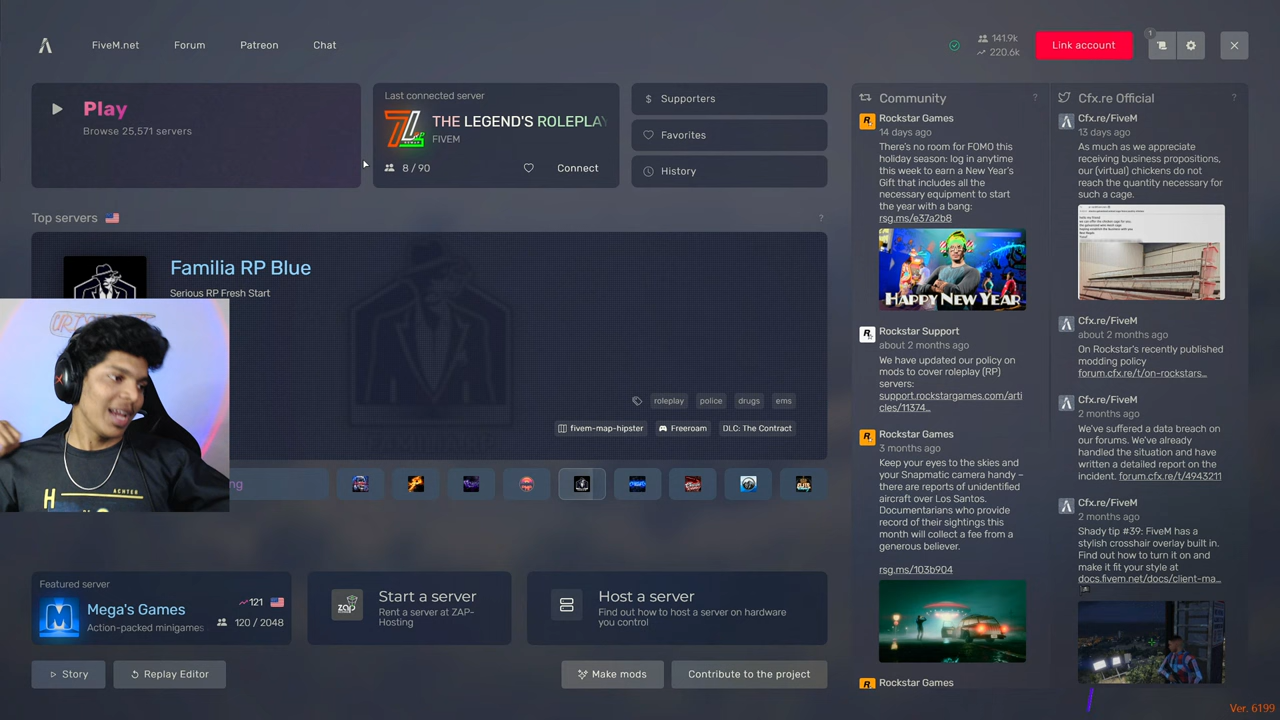 FiveM.net
Forum
Patreon
Chat
141.9k
220.6k
Link account
1
Play
Browse 25,571 servers
Last connected server
THE LEGEND'S ROLEPLAY
FIVEM
8 / 90
Connect
$ Supporters
Favorites
History
Top servers
Familia RP Blue
Serious RP Fresh Start
roleplay
police
drugs
ems
fivem-map-hipster
Freeroam
DLC: The Contract
Featured server
Mega's Games
Action-packed minigames
121
120 / 2048
ZAP
Start a server
Rent a server at ZAP-
Hosting
Host a server
Find out how to host a server on hardware
you control
Story
Replay Editor
Make mods
Contribute to the project
Community
?
Rockstar Games
14 days ago
There's no room for FOMO this
holiday season: log in anytime
this week to earn a New Year's
Gift that includes all the
necessary equipment to start
the year with a bang:
rsg.ms/e37a2b8
HAPPY NEW YEAR
Rockstar Support
about 2 months ago
We have updated our policy on
mods to cover roleplay (RP)
servers:
support.rockstargames.com/arti
cles/11374…
Rockstar Games
3 months ago
Keep your eyes to the skies and
your Snapmatic camera handy –
there are reports of unidentified
aircraft over Los Santos.
Documentarians who provide
record of their sightings this
month will collect a fee from a
generous believer.
rsg.ms/103b904
Rockstar Games
Cfx.re Official
?
Cfx.re/FiveM
13 days ago
As much as we appreciate
receiving business propositions,
our (virtual) chickens do not
reach the quantity necessary for
such a cage.
Cfx.re/FiveM
about 2 months ago
On Rockstar's recently published
modding policy
forum.cfx.re/t/on-rockstars…
Cfx.re/FiveM
2 months ago
We've suffered a data breach on
our forums. We've already
handled the situation and have
written a detailed report on the
incident. forum.cfx.re/t/4943211
Cfx.re/FiveM
2 months ago
Shady tip #39: FiveM has a
stylish crosshair overlay built in.
Find out how to turn it on and
make it fit your style at
docs.fivem.net/docs/client-ma…
Ver. 6199